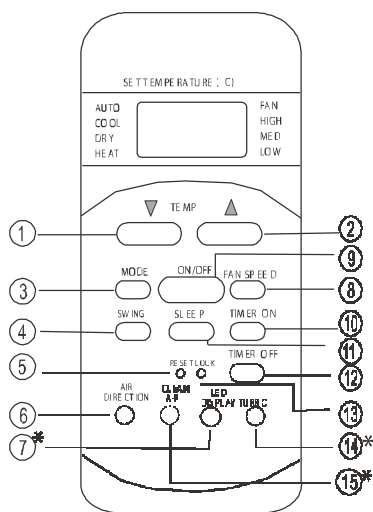 SET TEMPERATURE ( C)
AUTO
COOL
DRY
HEAT
FAN
HIGH
MED
LOW
TEMP
1
2
9
MODE
ON/OFF
FAN SPEED
3
8
SWING
SLEEP
TIMER ON
4
10
11
RESET LOCK
TIMER OFF
5
12
AIR
DIRECTION
CLEAN
AIR
LED
DISPLAY TURBO
13
6
7*
14*
15*